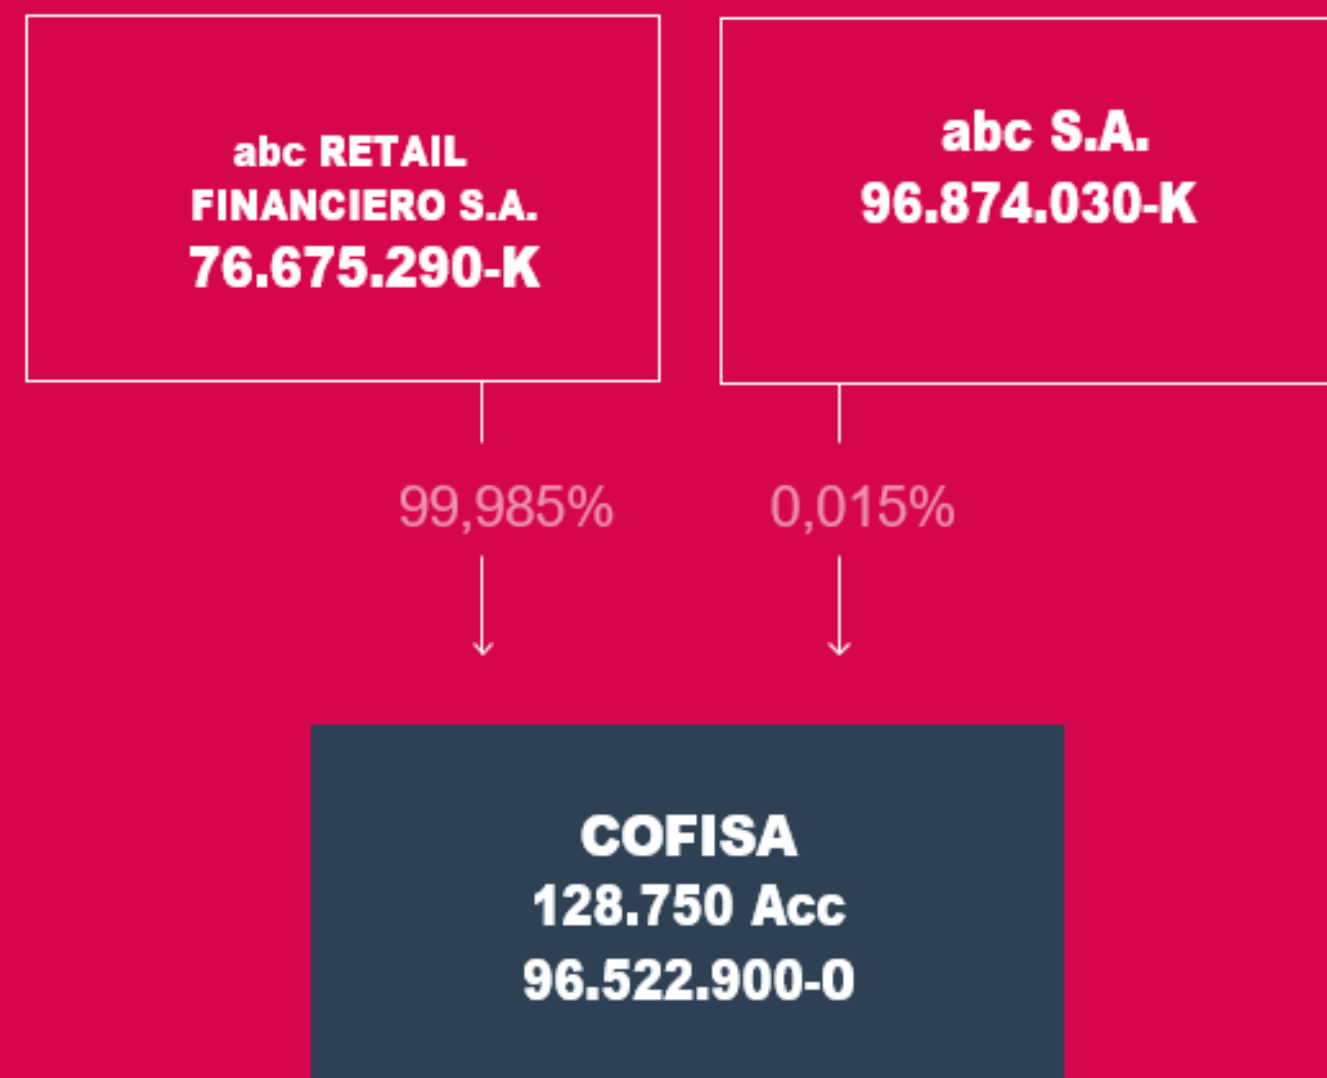 abc RETAIL
FINANCIERO S.A.
76.675.290-K
abc S.A.
96.874.030-K
99,985%
0,015%
COFISA
128.750 Acc
96.522.900-0